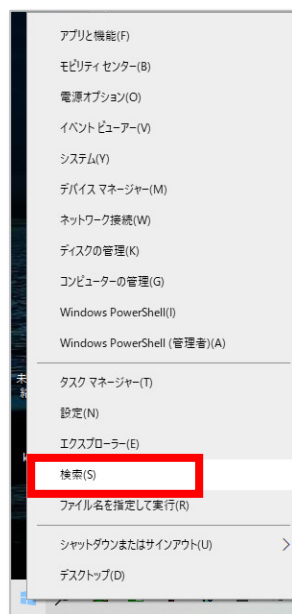 アプリと機能(F)
モビリティ センター(B)
電源オプション(O)
イベント ビューアー(V)
システム(Y)
デバイス マネージャー(M)
ネットワーク接続(W)
ディスクの管理(K)
コンピューターの管理(G)
Windows PowerShell(I)
Windows PowerShell (管理者)(A)
タスク マネージャー(T)
設定(N)
エクスプローラー(E)
検索(S)
ファイル名を指定して実行(R)
シャットダウンまたはサインアウト(U)
デスクトップ(D)